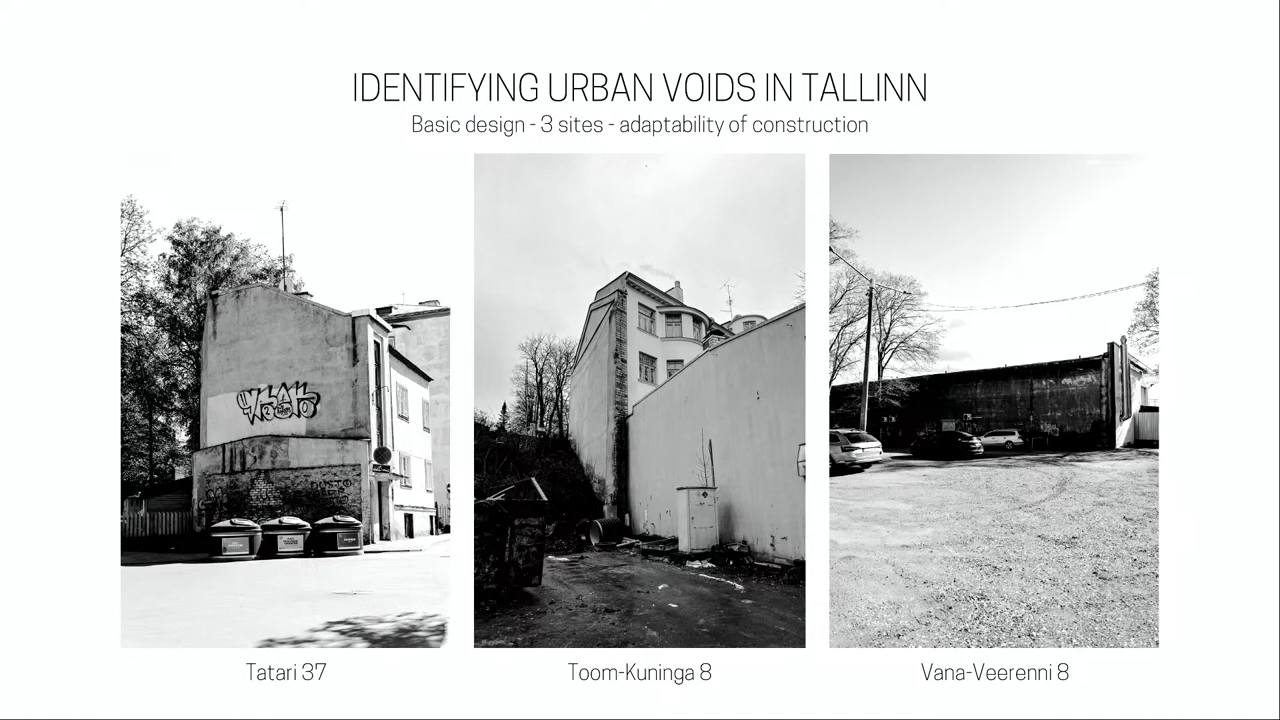 IDENTIFYING URBAN VOIDS IN TALLINN
Basic design - 3 sites - adaptability of construction
Tatari 37
Toom-Kuninga 8
Vana-Veerenni 8